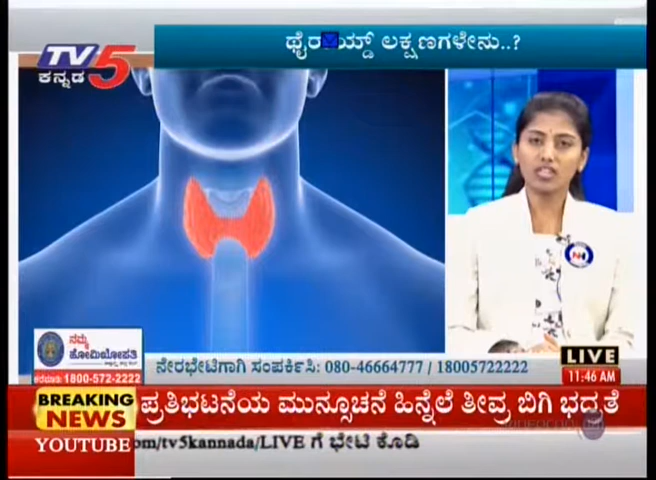 ಥೈರಾಯ್ಡ್ ಲಕ್ಷಣಗಳೇನು..?
TV5
ಕನ್ನಡ
ನಮ್ಮ
ಹೋಮಿಯೋಪತಿ
1800-572-2222
ನೇರಭೇಟಿಗಾಗಿ ಸಂಪರ್ಕಿಸಿ: 080-46664777 / 18005722222
LIVE
11:46 AM
BREAKING
NEWS
ಪ್ರತಿಭಟನೆಯ ಮುನ್ಸೂಚನೆ ಹಿನ್ನೆಲೆ ತೀವ್ರ ಬಿಗಿ ಭದ್ರತೆ
YOUTUBE
om/tv5kannada/LIVE ಗೆ ಭೇಟಿ ಕೊಡಿ